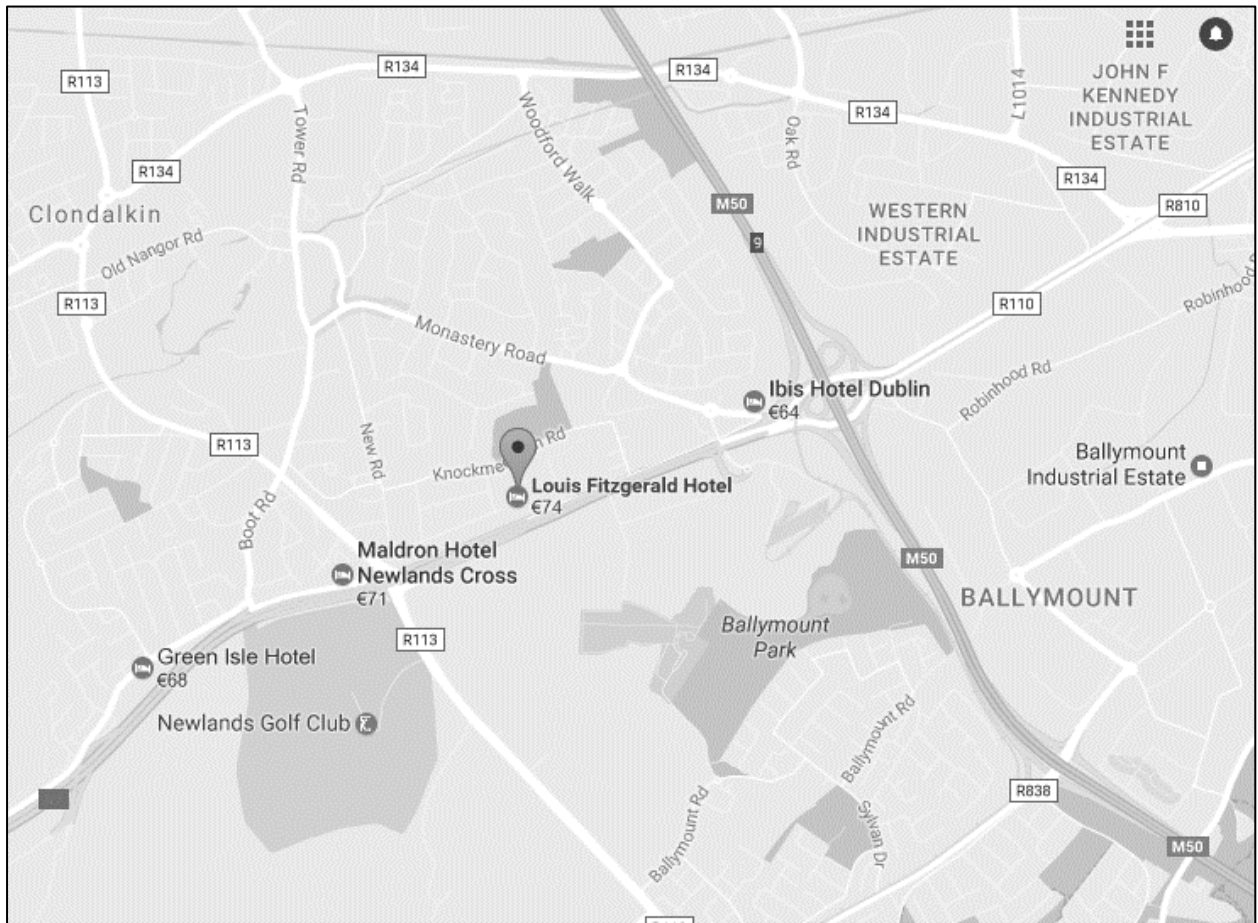 R113
R134
R134
R134
R134
R134
R810
L1014
JOHN F
KENNEDY
INDUSTRIAL
ESTATE
Tower Rd
Woodford Walk
Oak Rd
Clondalkin
Old Nangor Rd
M50
9
WESTERN
INDUSTRIAL
ESTATE
R113
R110
Robinhood
Monastery Road
Robinhood Rd
Ibis Hotel Dublin
€64
R113
New Rd
Rd
Louis Fitzgerald Hotel
€74
Ballymount
Industrial Estate
Boot Rd
Maldron Hotel
Newlands Cross
€71
M50
BALLYMOUNT
R113
Ballymount
Park
Green Isle Hotel
€68
Newlands Golf Club
Ballymount Rd
Ballymount Rd
Sylvan Dr
R838
M50